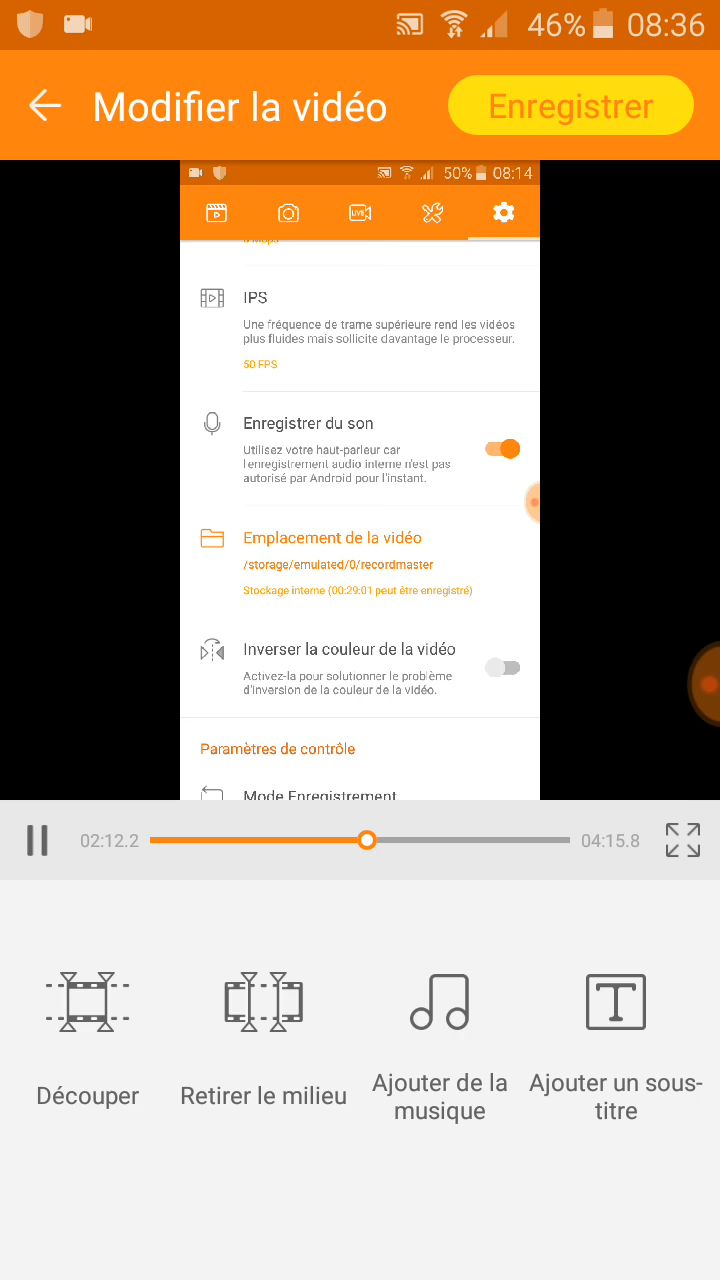 46% 08:36
Modifier la vidéo
Enregistrer
50% 08:14
LIVE
IPS
Une fréquence de trame supérieure rend les vidéos
plus fluides mais sollicite davantage le processeur.
50 FPS
Enregistrer du son
Utilisez votre haut-parleur car
l'enregistrement audio interne n'est pas
autorisé par Android pour l'instant.
Emplacement de la vidéo
/storage/emulated/0/recordmaster
Stockage interne (00:29:01 peut être enregistré)
Inverser la couleur de la vidéo
Activez-la pour solutionner le problème
d'inversion de la couleur de la vidéo.
Paramètres de contrôle
Mode Enregistrement
02:12.2
04:15.8
Découper
Retirer le milieu
Ajouter de la
musique
Ajouter un sous-
titre